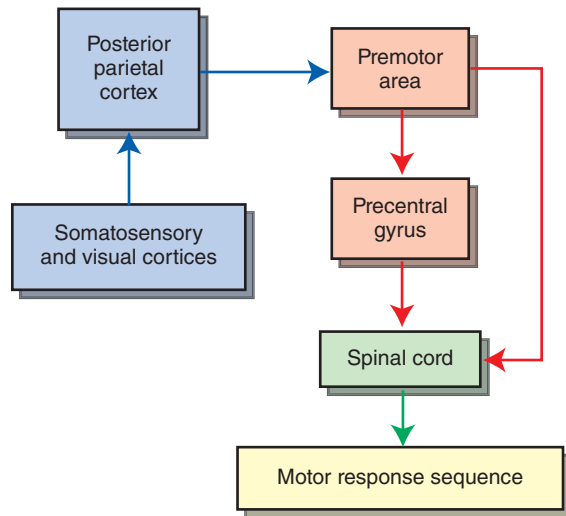 Posterior
parietal
cortex
Premotor
area
Somatosensory
and visual cortices
Precentral
gyrus
Spinal cord
Motor response sequence